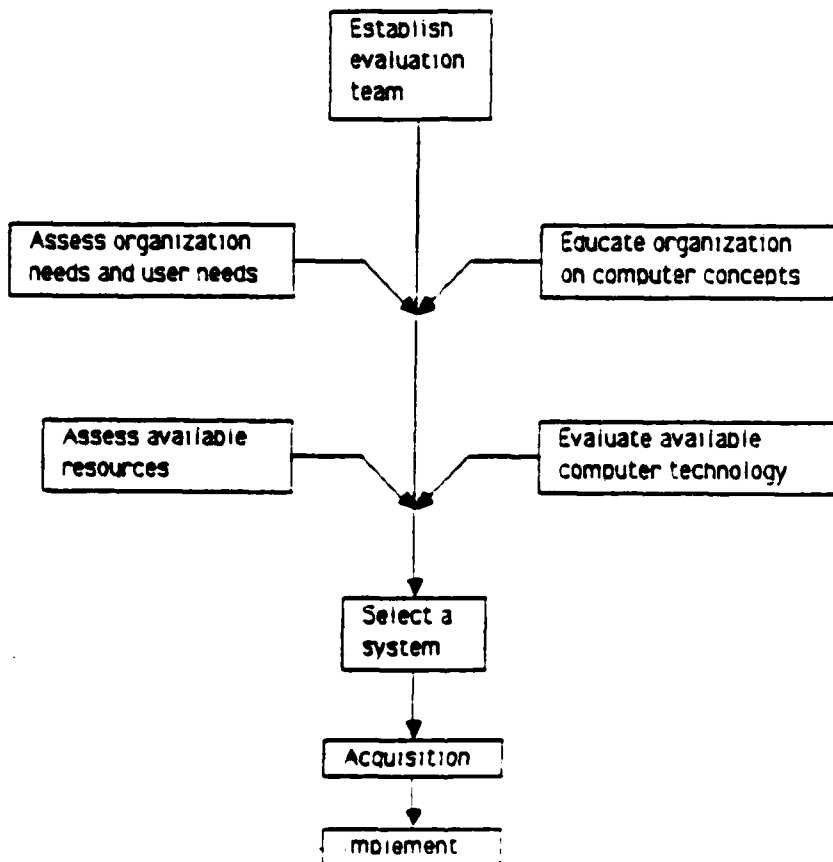 Establish
evaluation
team
Assess organization
needs and user needs
Educate organization
on computer concepts
Assess available
resources
Evaluate available
computer technology
Select a
system
Acquisition
Implement